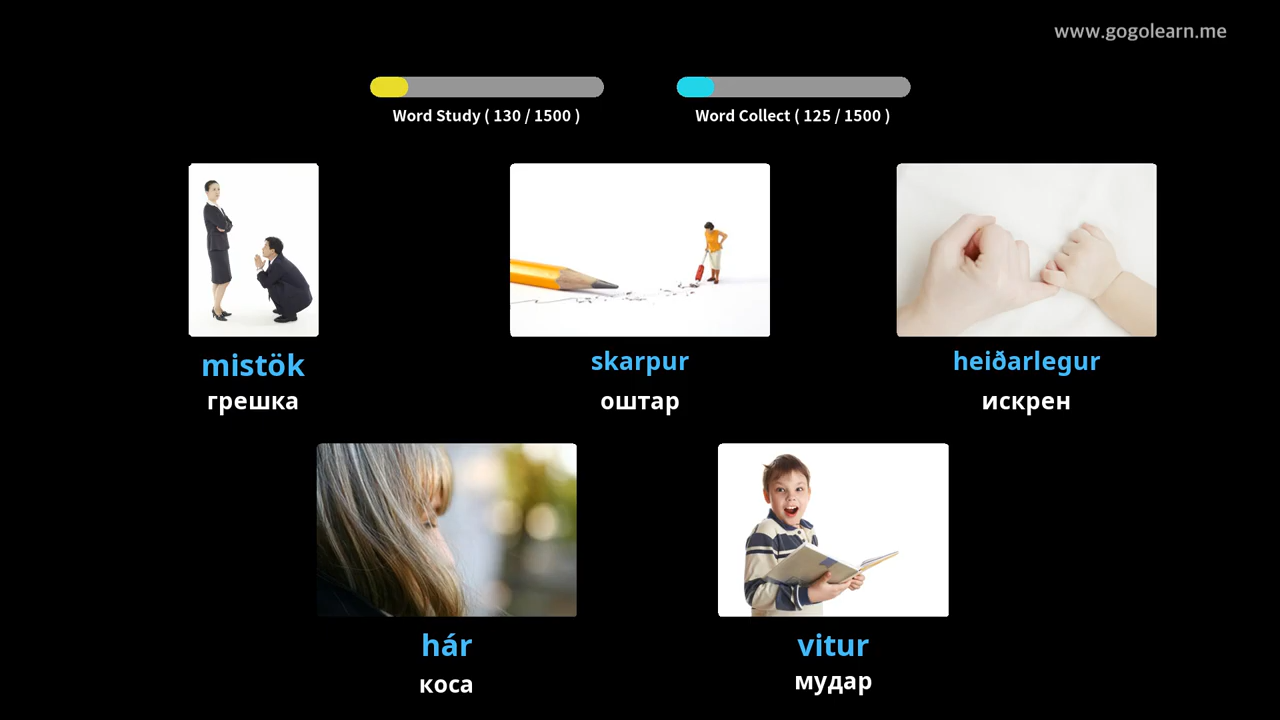 www.gogolearn.me
Word Study ( 130 / 1500 )
Word Collect ( 125 / 1500 )
mistök
грешка
skarpur
оштар
heiðarlegur
искрен
hár
коса
vitur
мудар